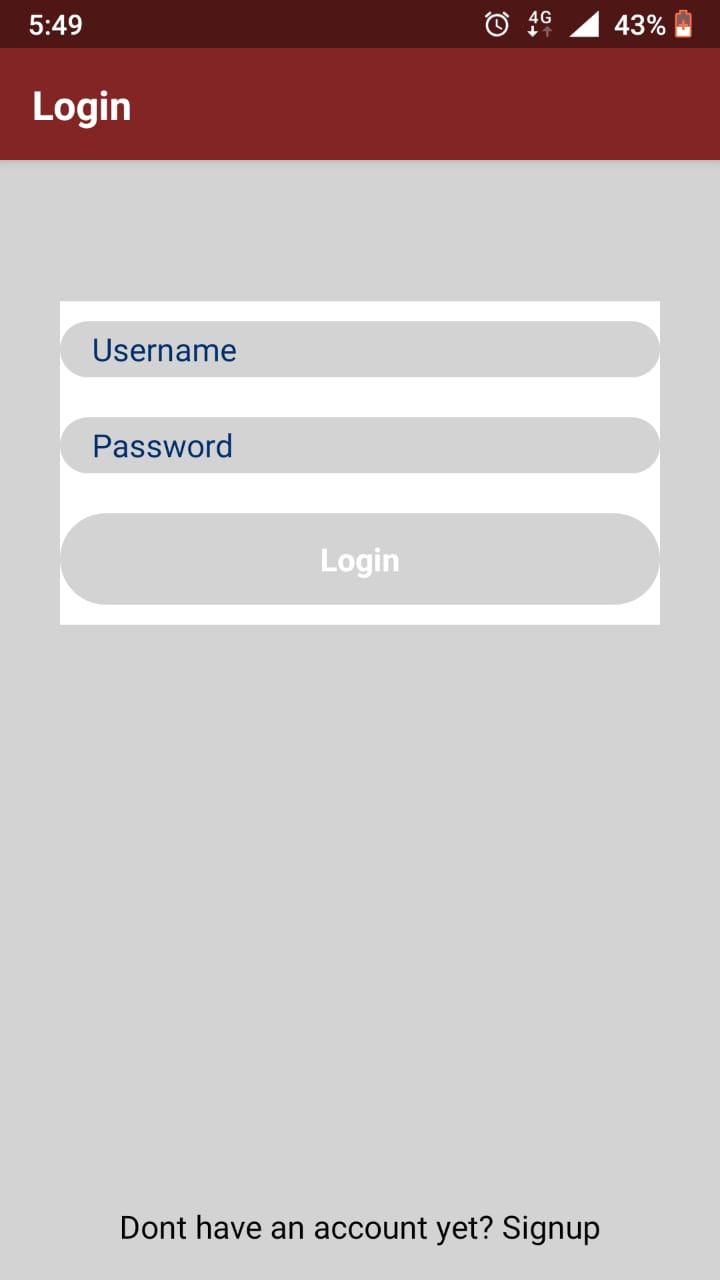 5:49 4G 43%
Login
Username
Password
Login
Dont have an account yet? Signup